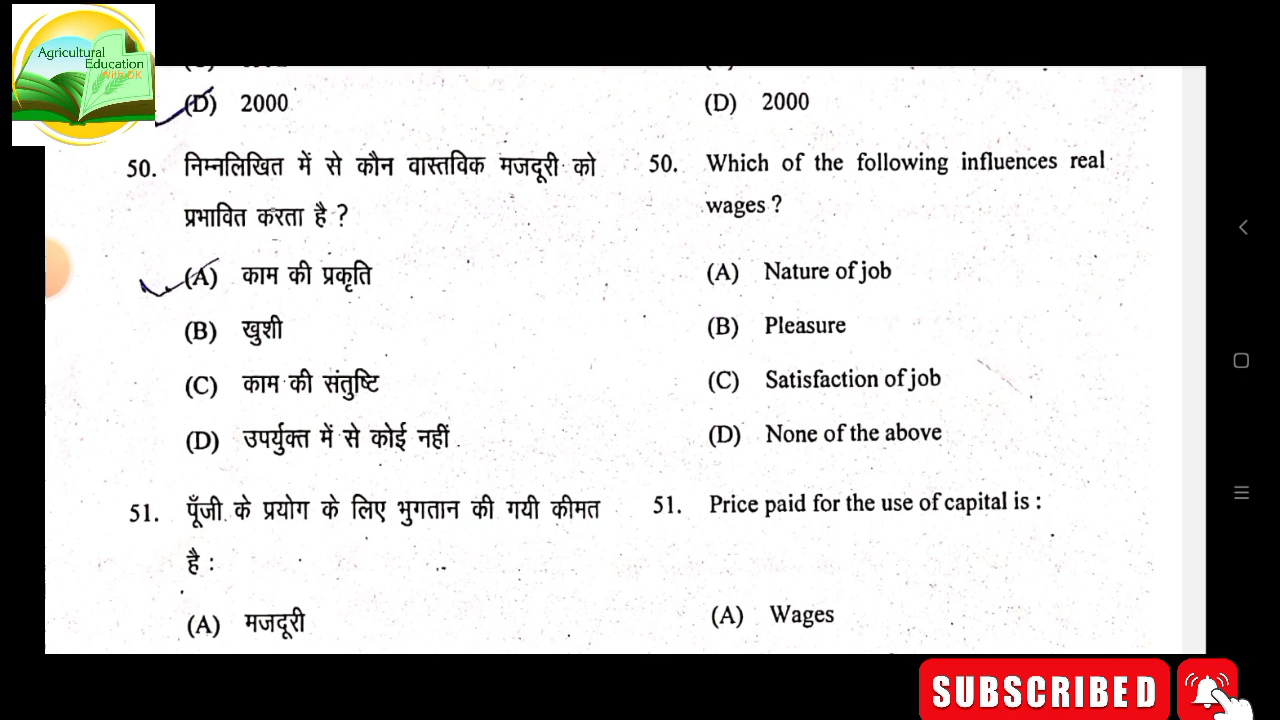 Agricultural
Education
With DK
(D) 2000
50. निम्नलिखित में से कौन वास्तविक मजदूरी को
प्रभावित करता है ?
(A) काम की प्रकृति
(B) खुशी
(C) काम की संतुष्टि
(D) उपर्युक्त में से कोई नहीं
51. पूँजी के प्रयोग के लिए भुगतान की गयी कीमत
है :
(A) मजदूरी
(D) 2000
50. Which of the following influences real
wages ?
(A) Nature of job
(B) Pleasure
(C) Satisfaction of job
(D) None of the above
51. Price paid for the use of capital is :
(A) Wages
SUBSCRIBED